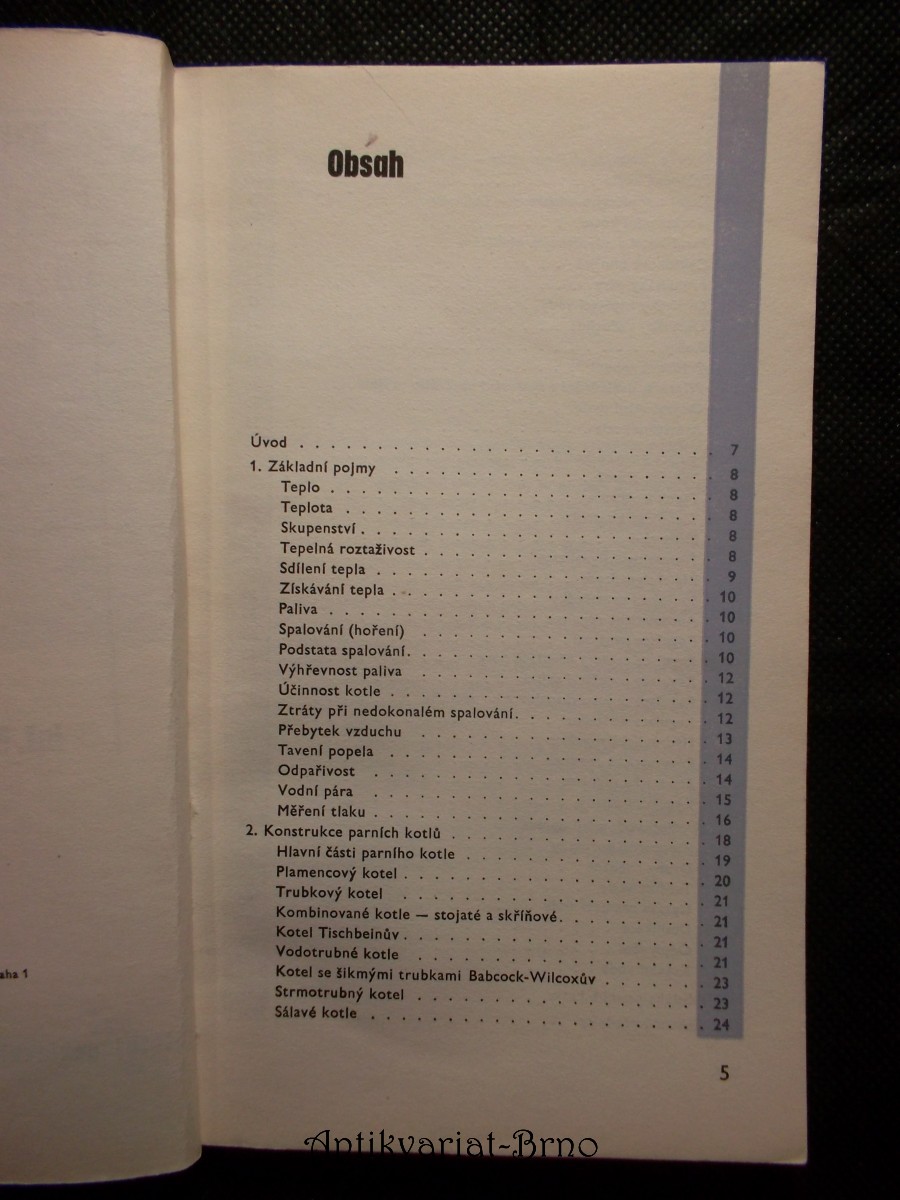 Obsah
Úvod . . . . . . . . . . . . . . . . . . . . 7
1. Základní pojmy . . . . . . . . . . . . . . . . 8
Teplo . . . . . . . . . . . . . . . . . . . 8
Teplota . . . . . . . . . . . . . . . . . . 8
Skupenství . . . . . . . . . . . . . . . . . 8
Tepelná roztaživost . . . . . . . . . . . . . . 8
Sdílení tepla . . . . . . . . . . . . . . . . 9
Získávání tepla . . . . . . . . . . . . . . . 10
Paliva . . . . . . . . . . . . . . . . . . . 10
Spalování (hoření) . . . . . . . . . . . . . . 10
Podstata spalování . . . . . . . . . . . . . . 10
Výhřevnost paliva . . . . . . . . . . . . . . 12
Účinnost kotle . . . . . . . . . . . . . . . 12
Ztráty při nedokonalém spalování . . . . . . . . . 12
Přebytek vzduchu . . . . . . . . . . . . . . 13
Tavení popela . . . . . . . . . . . . . . . . 14
Odpařivost . . . . . . . . . . . . . . . . . 14
Vodní pára . . . . . . . . . . . . . . . . . 15
Měření tlaku . . . . . . . . . . . . . . . . 16
2. Konstrukce parních kotlů . . . . . . . . . . . . 18
Hlavní části parního kotle . . . . . . . . . . . . 19
Plamencový kotel . . . . . . . . . . . . . . . 20
Trubkový kotel . . . . . . . . . . . . . . . 21
Kombinované kotle — stojaté a skříňové . . . . . . . 21
Kotel Tischbeinův . . . . . . . . . . . . . . 21
Vodotrubné kotle . . . . . . . . . . . . . . 21
Kotel se šikmými trubkami Babcock-Wilcoxův . . . . . . 23
Strmotrubný kotel . . . . . . . . . . . . . . 23
Sálavé kotle . . . . . . . . . . . . . . . . 24
5
aha 1
Antikvariat-Brno